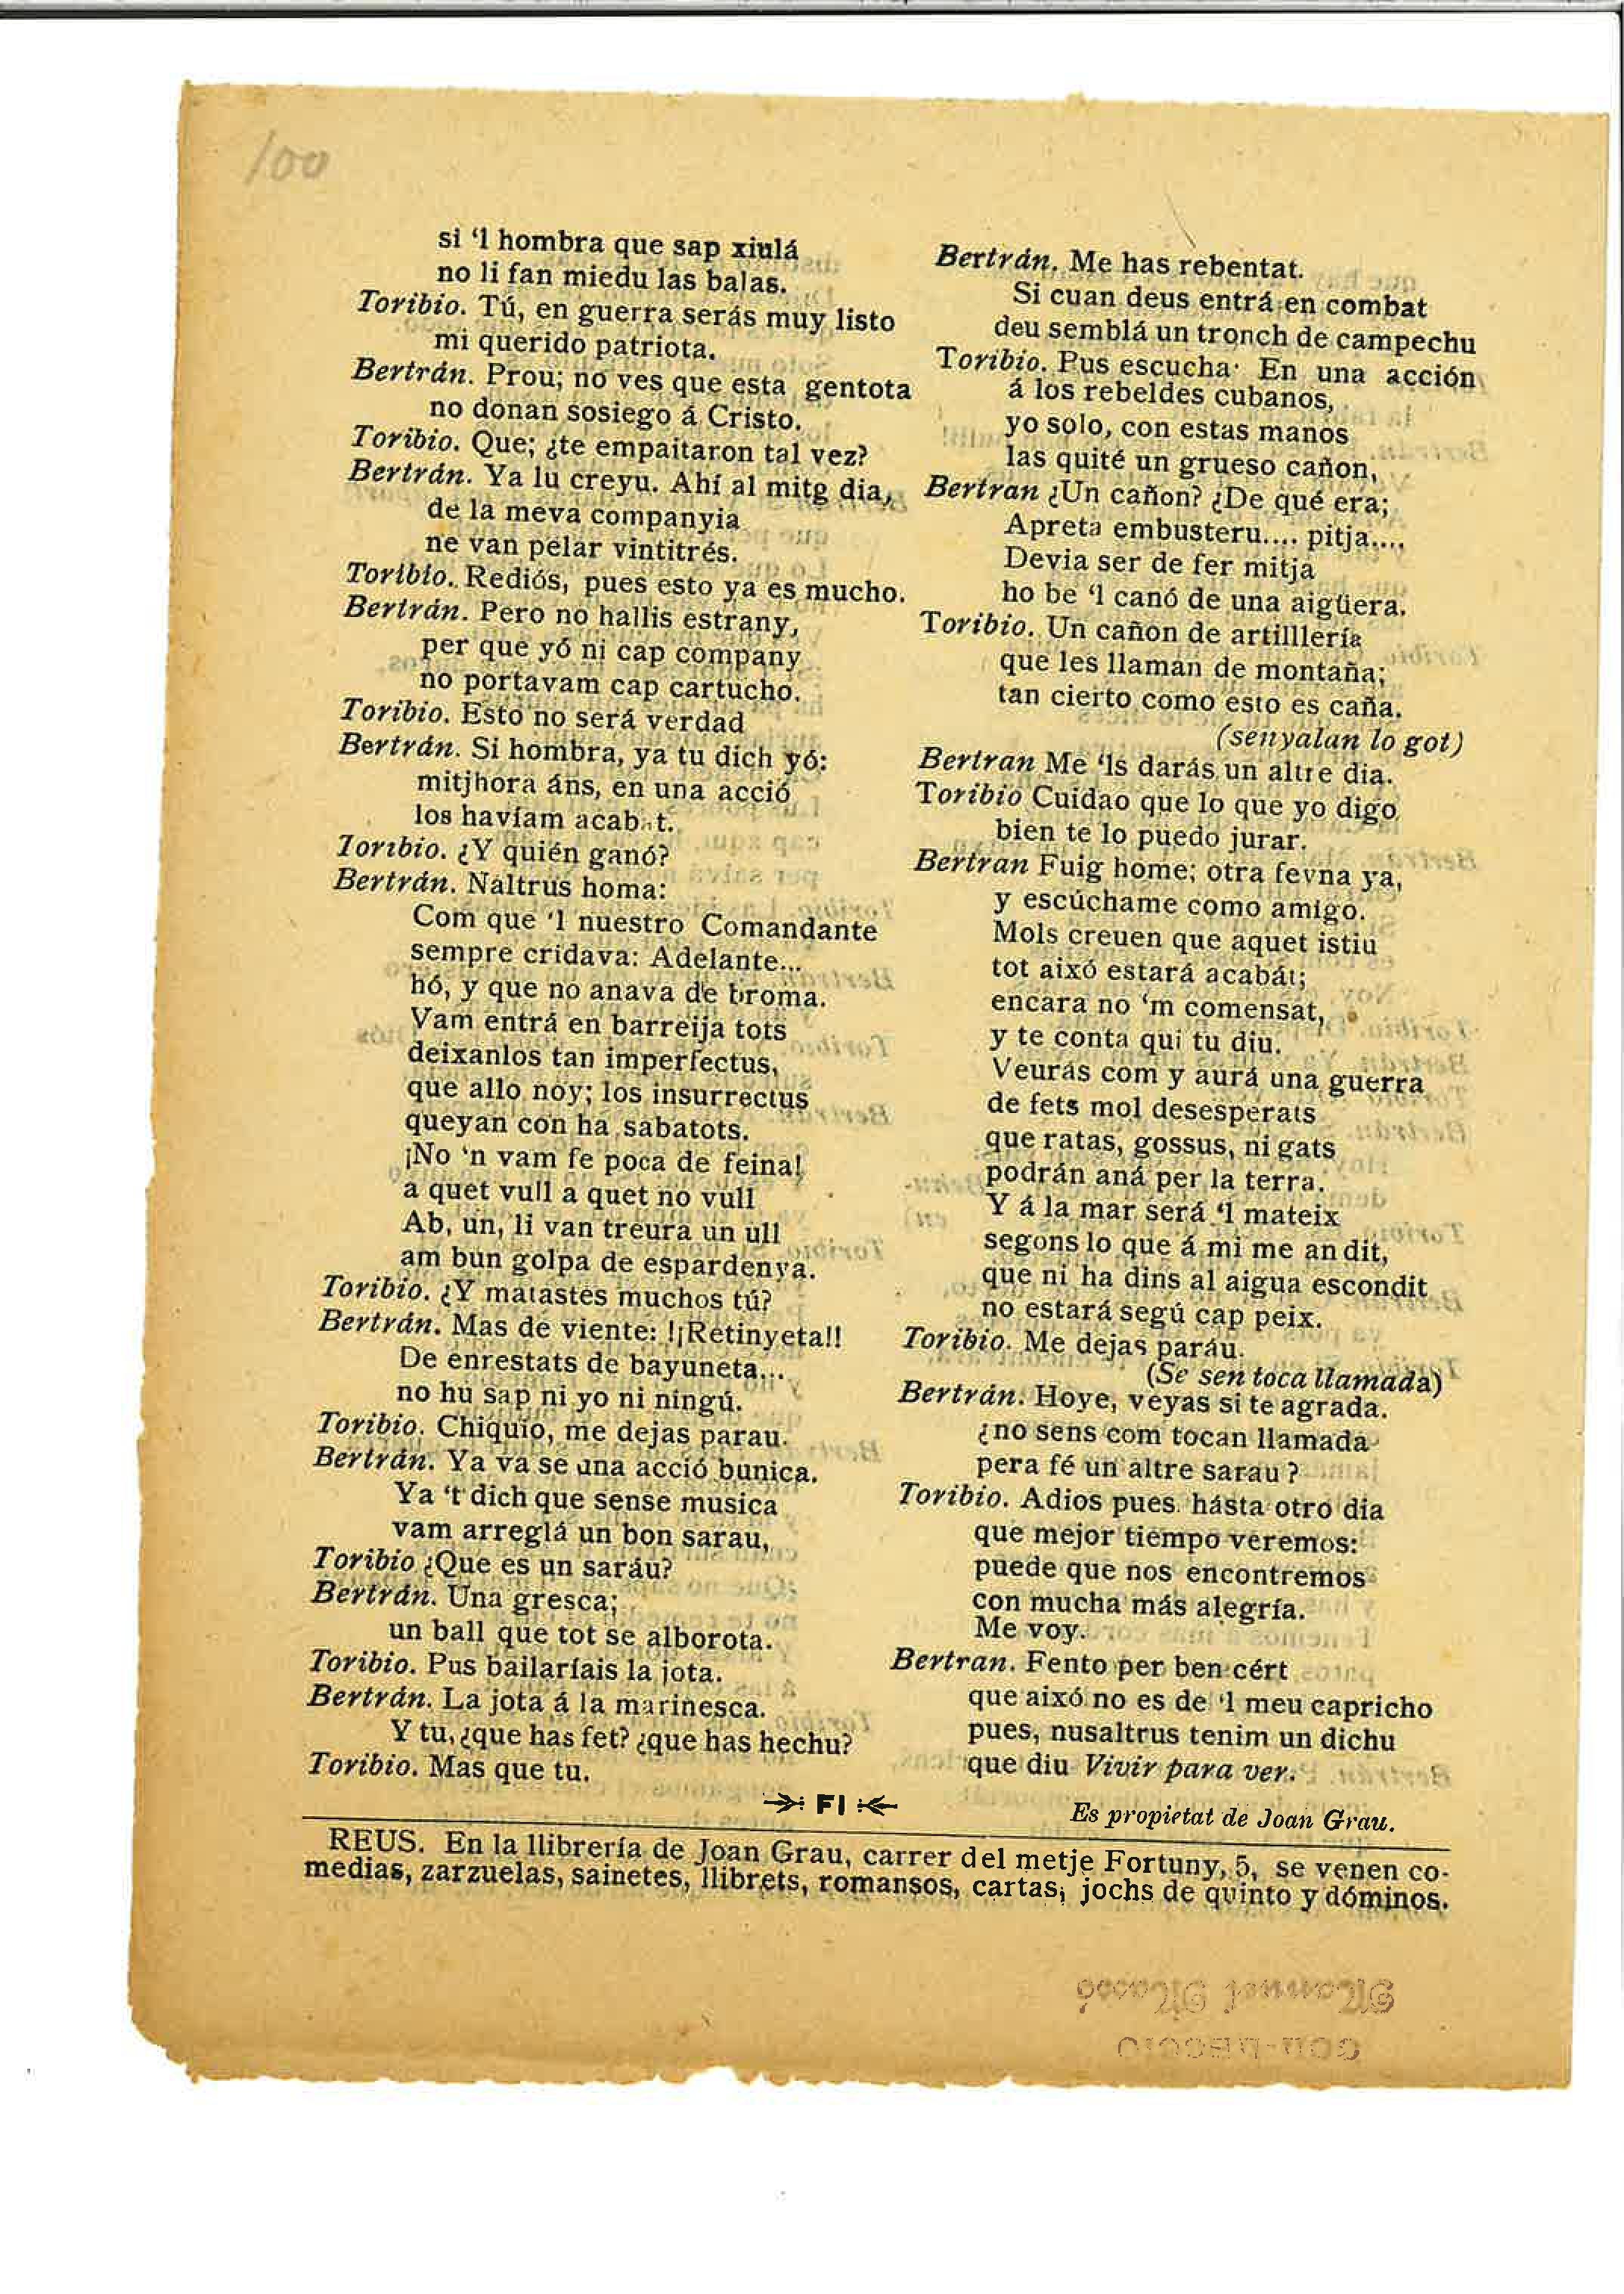 100
si ‘l hombra que sap xiulá
no li fan miedu las balas.
Toribio. Tú, en guerra serás muy listo
mi querido patriota.
Bertrán. Prou; no ves que esta gentota
no donan sosiego á Cristo.
Toribio. Que; ¿te empaitaron tal vez?
Bertrán. Ya lu creyu. Ahí al mitg dia,
de la meva companyia
ne van pelar vintitrés.
Toribio. Rediós, pues esto ya es mucho.
Bertrán. Pero no hallis estrany,
per que yó ni cap company
no portavam cap cartucho.
Toribio. Esto no será verdad
Bertrán. Si hombra, ya tu dich yó:
mitjhora áns, en una acció
los havíam acabat.
Toribio. ¿Y quién ganó?
Bertrán. Naltrus homa:
Com que ‘l nuestro Comandante
sempre cridava: Adelante...
hó, y que no anava de broma.
Vam entrá en barreija tots
deixanlos tan imperfectus,
que allo noy; los insurrectus
queyan con ha sabatots.
¡No ‘n vam fe poca de feina!
a quet vull a quet no vull
Ab, un, li van treura un ull
am bun golpa de espardenya.
Toribio. ¿Y matastes muchos tú?
Bertrán. Mas de viente: !¡Retinyeta!!
De enrestats de bayuneta...
no hu sap ni yo ni ningú.
Toribio. Chiquio, me dejas parau.
Bertrán. Ya va se una acció bunica.
Ya ‘t dich que sense musica
vam arreglá un bon sarau,
Toribio ¿Que es un saráu?
Bertrán. Una gresca;
un ball que tot se alborota.
Toribio. Pus bailaríais la jota.
Bertrán. La jota á la marinesca.
Y tu, ¿que has fet? ¿que has hechu?
Toribio. Mas que tu.
Bertrán. Me has rebentat.
Si cuan deus entrá en combat
deu semblá un tronch de campechu
Toribio. Pus escucha· En una acción
á los rebeldes cubanos,
yo solo, con estas manos
las quité un grueso cañon,
Bertran ¿Un cañon? ¿De qué era;
Apreta embusteru.... pitja....
Devia ser de fer mitja
ho be ‘l canó de una aigüera.
Toribio. Un cañon de artilllería
que les llaman de montaña;
tan cierto como esto es caña.
(senyalan lo got)
Bertran Me ‘ls darás un altre dia.
Toribio Cuidao que lo que yo digo
bien te lo puedo jurar.
Bertran Fuig home; otra fevna ya,
y escúchame como amigo.
Mols creuen que aquet istiu
tot aixó estará acabát;
encara no ‘m comensat,
y te conta qui tu diu.
Veurás com y aurá una guerra
de fets mol desesperats
que ratas, gossus, ni gats
podrán aná per la terra.
Y á la mar será ‘l mateix
segons lo que á mi me an dit,
que ni ha dins al aigua escondit
no estará segú cap peix.
Toribio. Me dejas paráu.
(Se sen toca llamada)
Bertrán. Hoye, veyas si te agrada.
¿no sens com tocan llamada
pera fé un altre sarau?
Toribio. Adios pues. hásta otro dia
que mejor tiempo veremos:
puede que nos encontremos
con mucha más alegría.
Me voy.
Bertran. Fento per ben cért
que aixó no es de ‘l meu capricho
pues, nusaltrus tenim un dichu
que diu Vivir para ver.
FI
Es propietat de Joan Grau.
REUS. En la llibrería de Joan Grau, carrer del metje Fortuny, 5, se venen co-
medias, zarzuelas, sainetes, llibrets, romansos, cartas, jochs de quinto y dóminos.